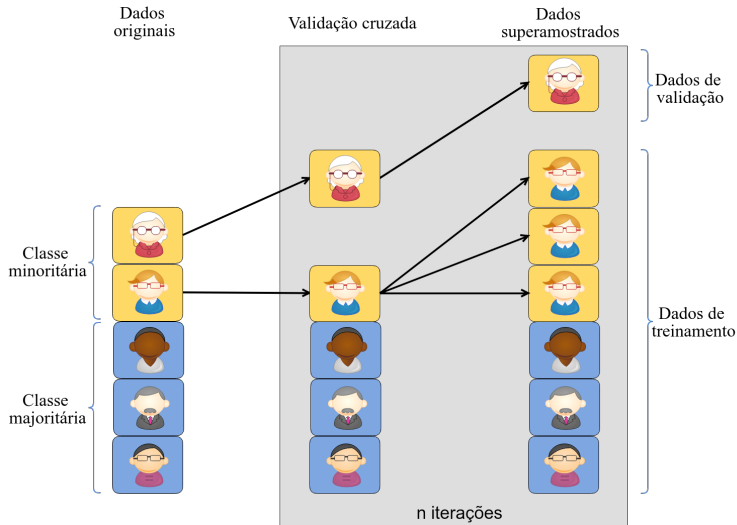 Dados
originais
Validação cruzada
Dados
superamostrados
Dados de
validação
Classe
minoritária
Dados de
treinamento
Classe
majoritária
n iterações